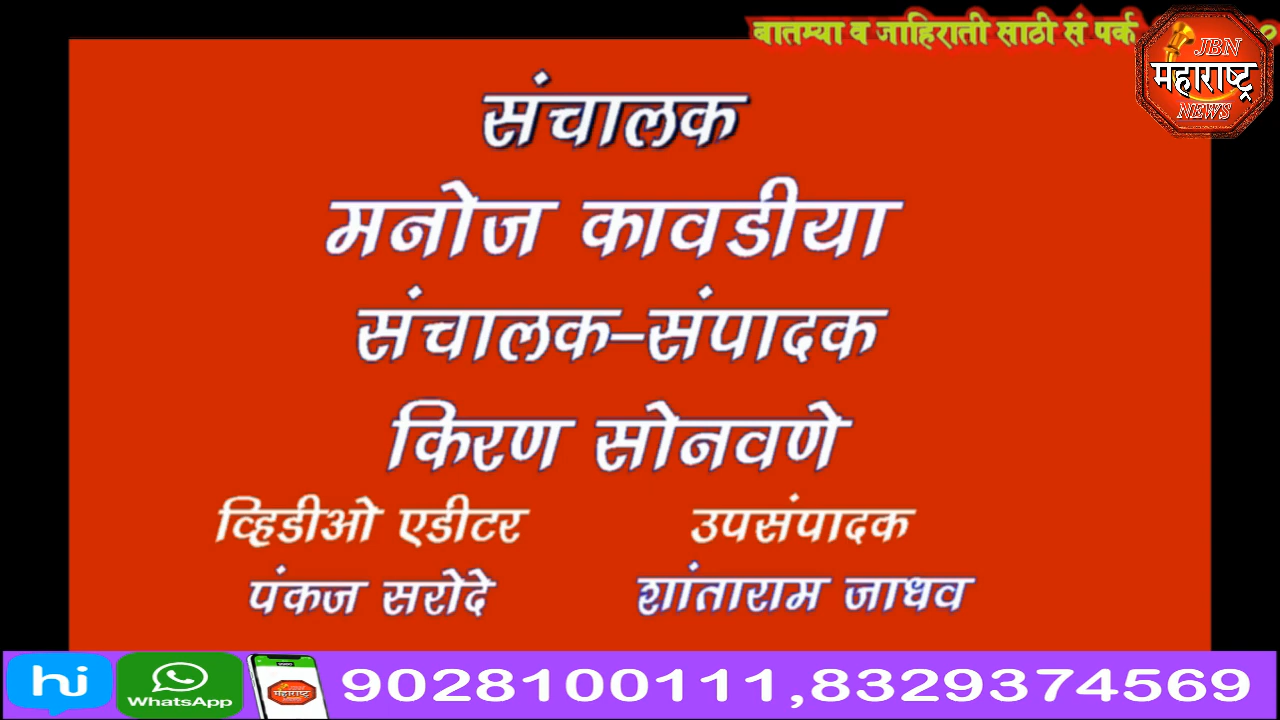 बातम्या व जाहिराती साठी संपर्क
JBN
महाराष्ट्र
NEWS
संचालक
मनोज कावडीया
संचालक-संपादक
किरण सोनवणे
व्हिडीओ एडीटर उपसंपादक
पंकज सरोदे शांताराम जाधव
hi WhatsApp महाराष्ट्र 9028100111,8329374569